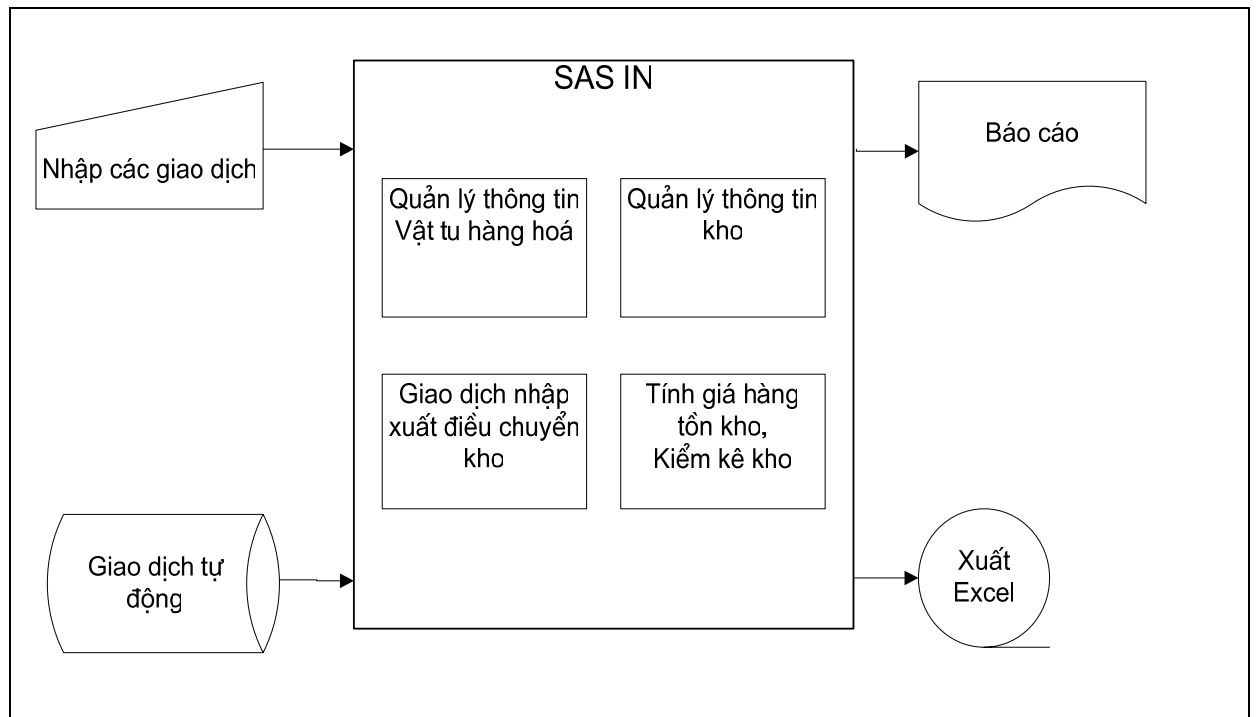 SAS IN
Nhập các giao dịch
Báo cáo
Quản lý thông tin
Vật tu hàng hoá
Quản lý thông tin
kho
Giao dịch nhập
xuất điều chuyển
kho
Tính giá hàng
tồn kho,
Kiểm kê kho
Giao dịch tự
động
Xuất
Excel